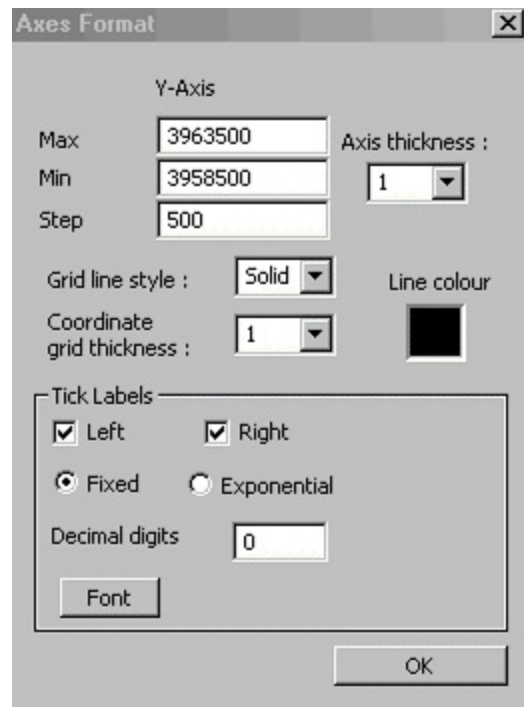 Axes Format
Y-Axis
Max 3963500 Axis thickness :
Min 3958500 1
Step 500
Grid line style : Solid Line colour
Coordinate
grid thickness : 1
Tick Labels
Left Right
Fixed Exponential
Decimal digits 0
Font
OK